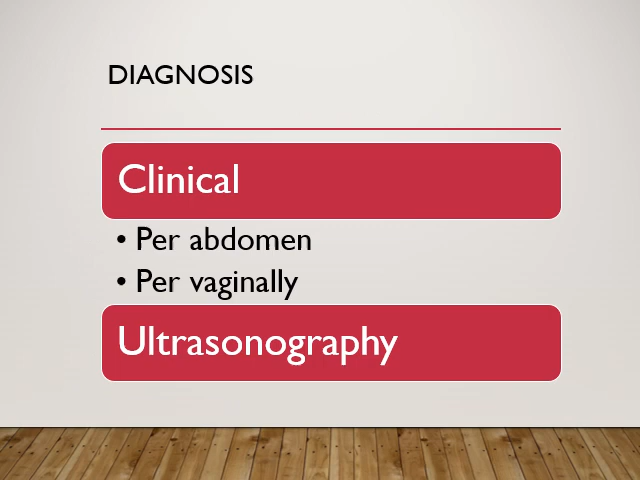 DIAGNOSIS
Clinical
• Per abdomen
• Per vaginally
Ultrasonography